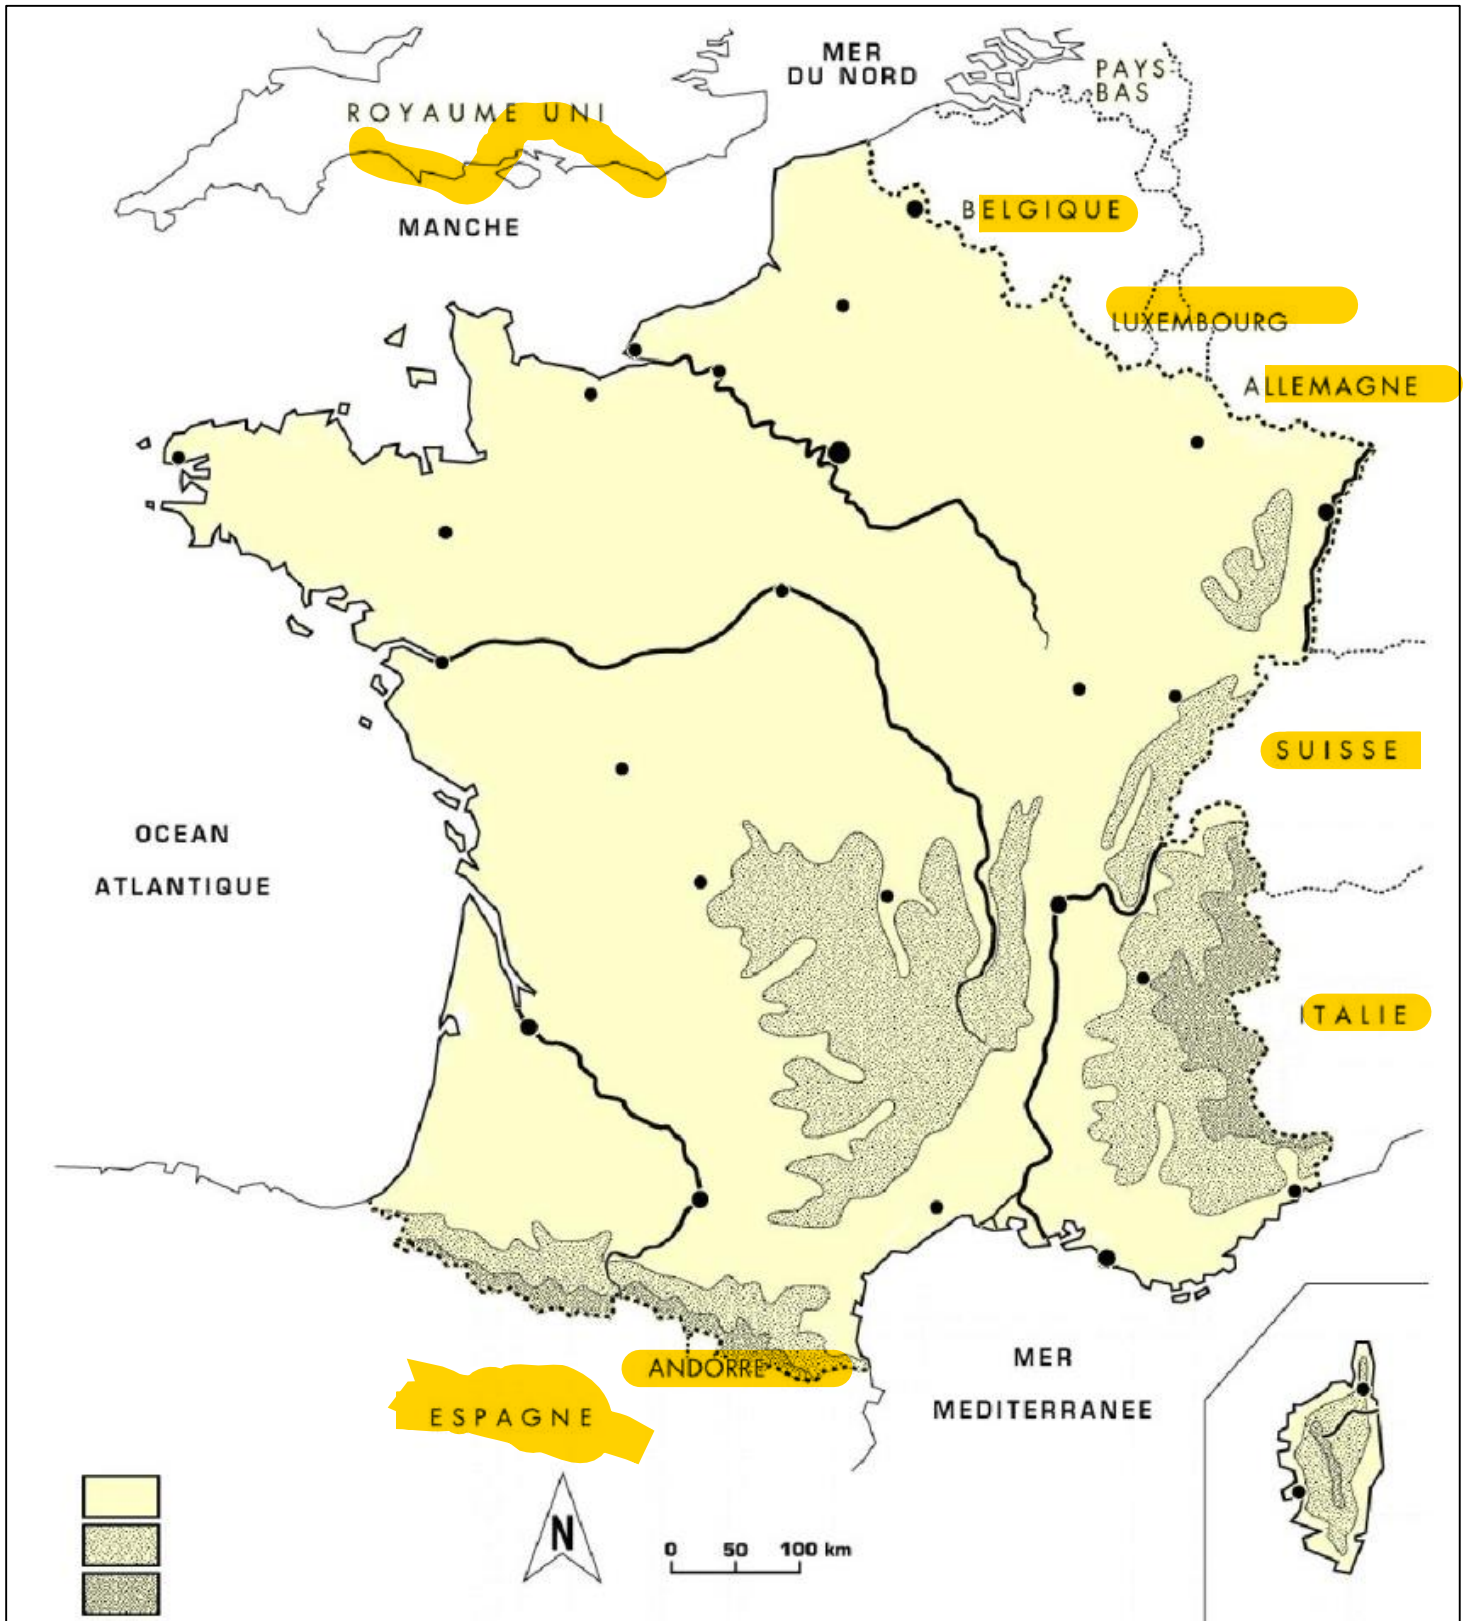 MER
DU NORD
PAYS-
BAS
ROYAUME UNI
BELGIQUE
MANCHE
LUXEMBOURG
ALLEMAGNE
SUISSE
OCEAN
ATLANTIQUE
ITALIE
MER
MEDITERRANEE
ANDORRE
ESPAGNE
N
0 50 100 km